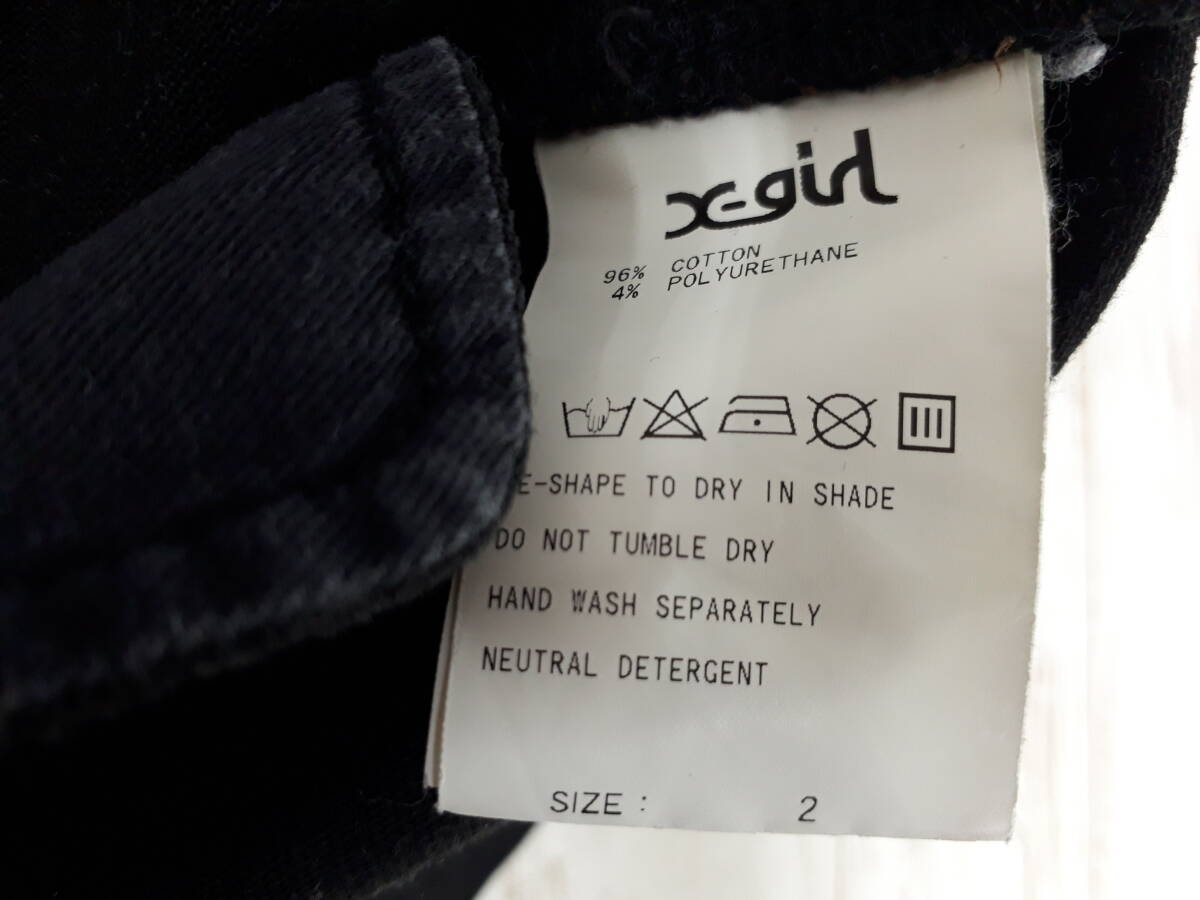 X-girl
96% COTTON
4% POLYURETHANE
E-SHAPE TO DRY IN SHADE
DO NOT TUMBLE DRY
HAND WASH SEPARATELY
NEUTRAL DETERGENT
SIZE : 2